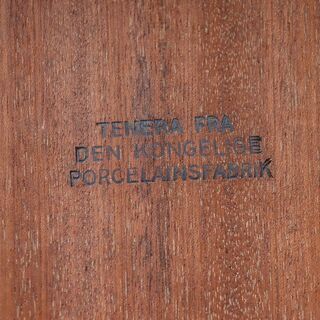 TENERA FRA
DEN KONGELIGE
PORCELAINSFABRIK